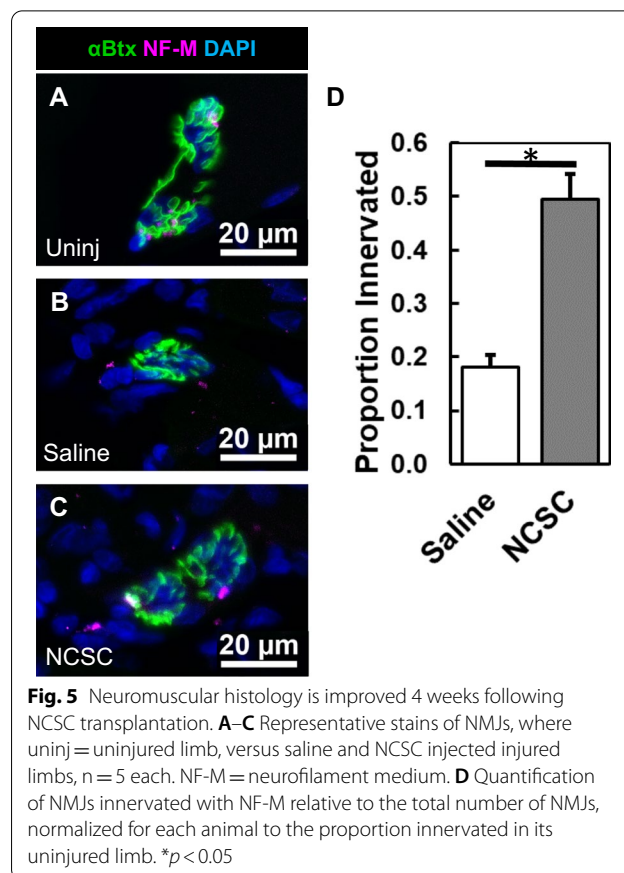 αBtx NF-M DAPI
A
Uninj
20 µm
B
Saline
20 µm
C
NCSC
20 µm
D
*
Proportion Innervated
0.6
0.5
0.4
0.3
0.2
0.1
0.0
Saline
NCSC
Fig. 5 Neuromuscular histology is improved 4 weeks following
NCSC transplantation. A–C Representative stains of NMJs, where
uninj = uninjured limb, versus saline and NCSC injected injured
limbs, n = 5 each. NF-M = neurofilament medium. D Quantification
of NMJs innervated with NF-M relative to the total number of NMJs,
normalized for each animal to the proportion innervated in its
uninjured limb. *p < 0.05